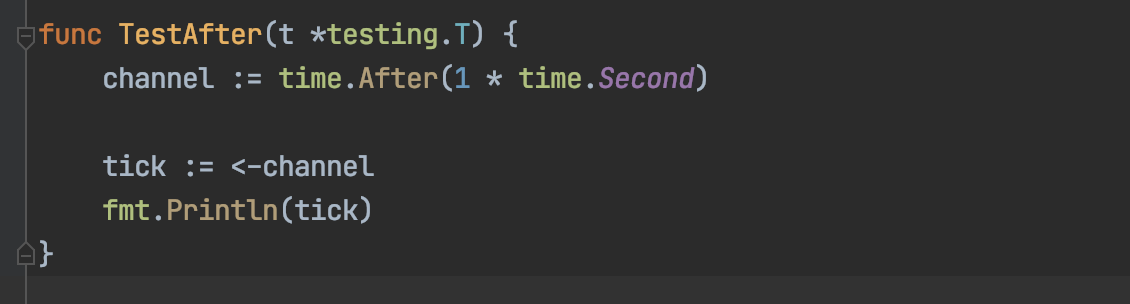 func TestAfter(t *testing.T) {
    channel := time.After(1 * time.Second)
    tick := <-channel
    fmt.Println(tick)
}